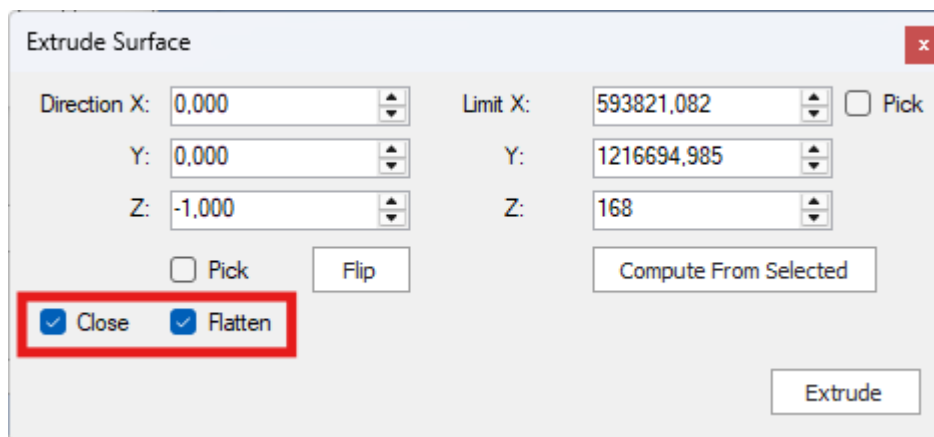 Extrude Surface
x
Direction X: 0,000 Limit X: 593821,082 Pick
Y: 0,000 Y: 1216694,985
Z: -1,000 Z: 168
Pick Flip Compute From Selected
Close Flatten
Extrude